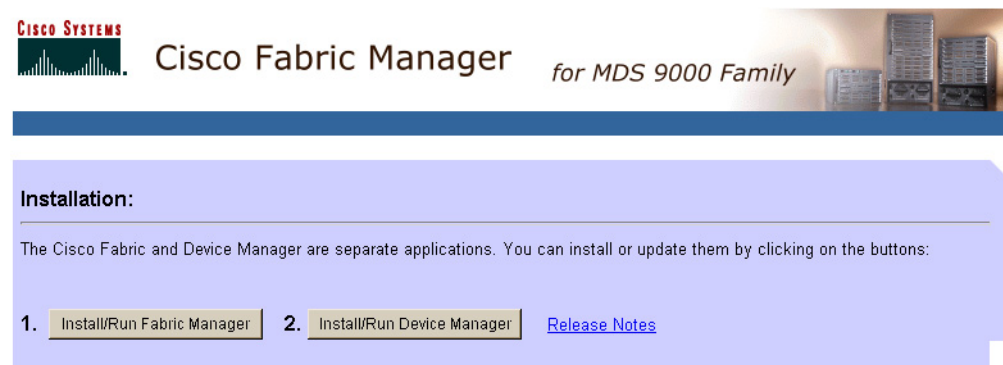 CISCO SYSTEMS
Cisco Fabric Manager for MDS 9000 Family
Installation:
The Cisco Fabric and Device Manager are separate applications. You can install or update them by clicking on the buttons:
1. Install/Run Fabric Manager 2. Install/Run Device Manager Release Notes